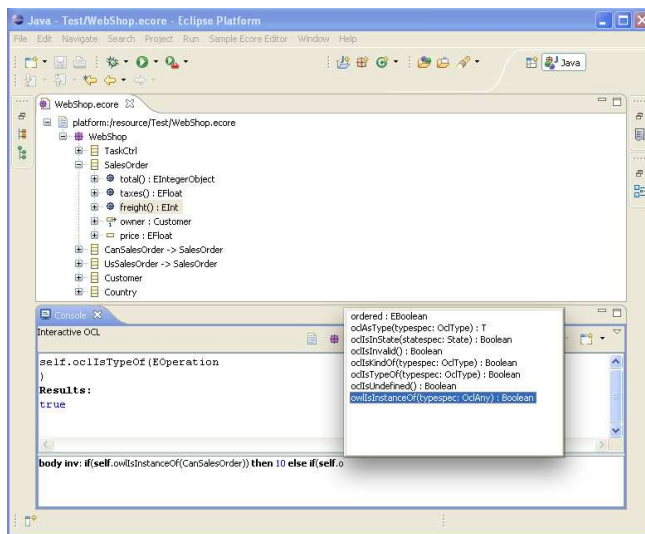 Java - Test/WebShop.ecore - Eclipse Platform
File Edit Navigate Search Project Run Sample Ecore Editor Window Help
Java
WebShop.ecore
platform:/resource/Test/WebShop.ecore
WebShop
TaskCtrl
SalesOrder
total() : EIntegerObject
taxes() : EFloat
freight() : EInt
owner : Customer
price : EFloat
CanSalesOrder -> SalesOrder
UsSalesOrder -> SalesOrder
Customer
Country
Console
Interactive OCL
self.oclIsTypeOf(EOperation
)
Results:
true
ordered : EBoolean
oclAsType(typespec: OclType) : T
oclIsInState(statespec: State) : Boolean
oclIsInvalid() : Boolean
oclIsKindOf(typespec: OclType) : Boolean
oclIsTypeOf(typespec: OclType) : Boolean
oclIsUndefined() : Boolean
owlIsInstanceOf(typespec: OclAny) : Boolean
body inv: if(self.owlIsInstanceOf(CanSalesOrder)) then 10 else if(self.o